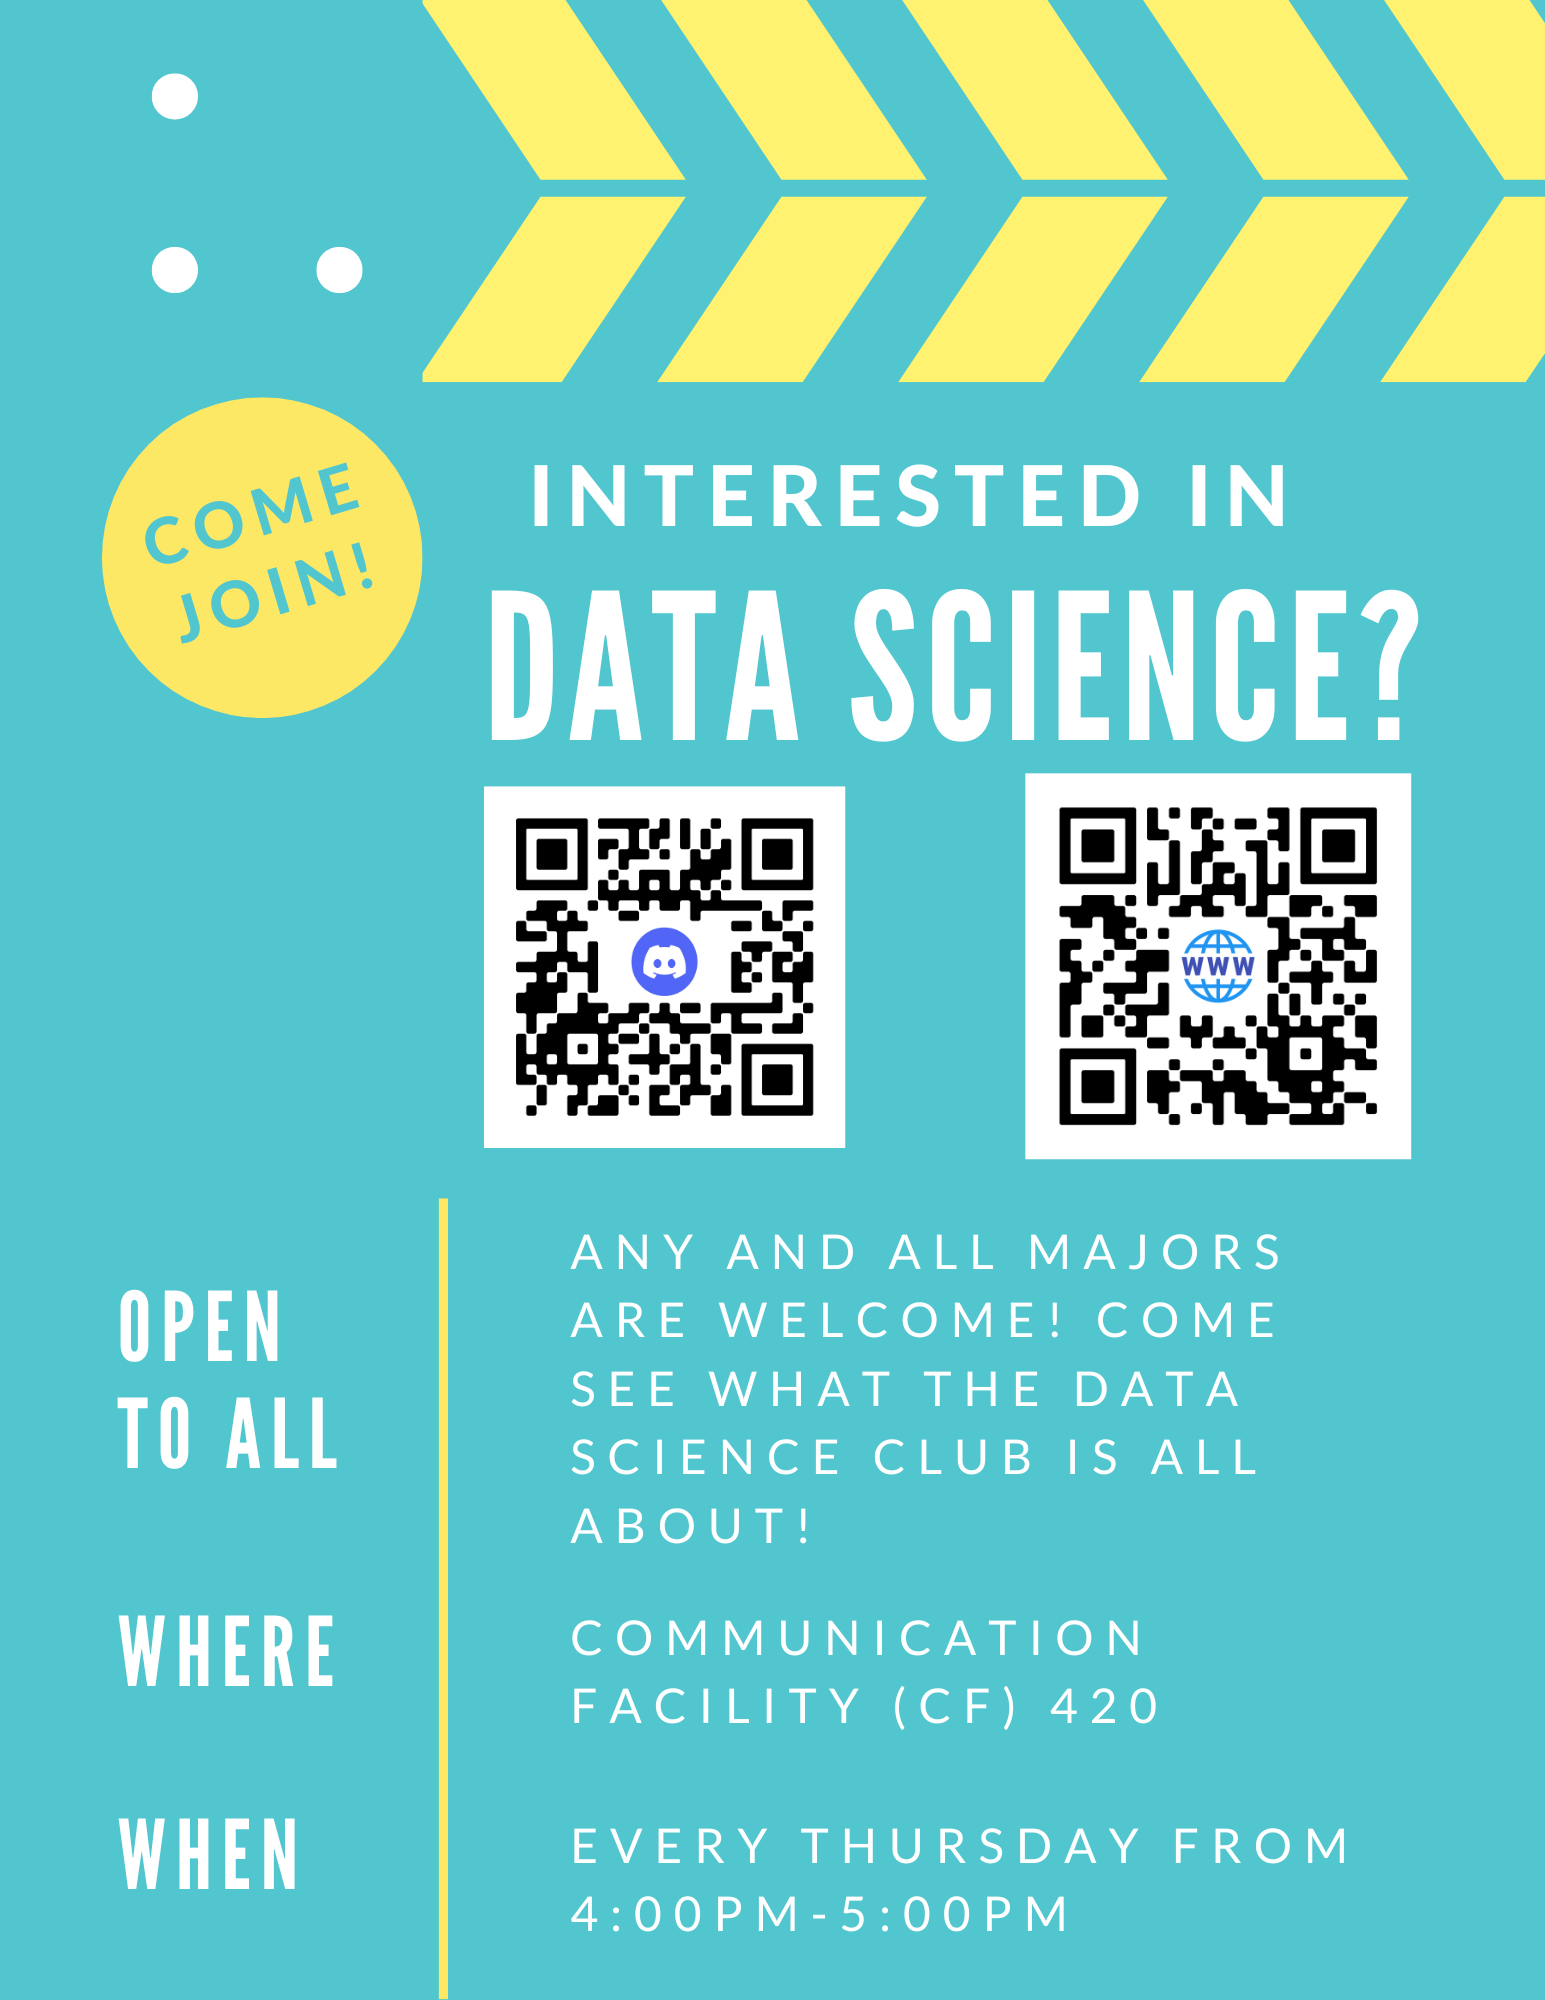 COME
JOIN!
INTERESTED IN
DATA SCIENCE?
WWW
OPEN
TO ALL
ANY AND ALL MAJORS
ARE WELCOME! COME
SEE WHAT THE DATA
SCIENCE CLUB IS ALL
ABOUT!
WHERE
COMMUNICATION
FACILITY (CF) 420
WHEN
EVERY THURSDAY FROM
4:00PM-5:00PM